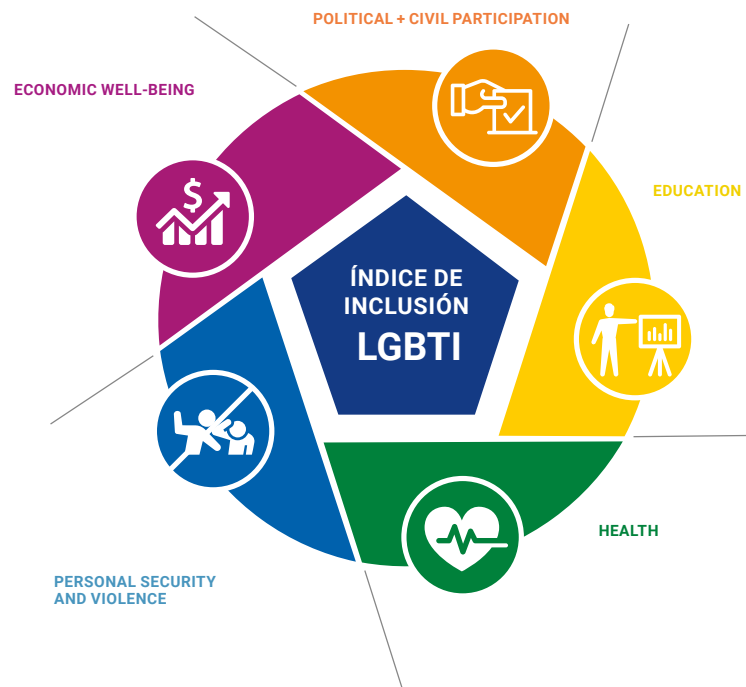 POLITICAL + CIVIL PARTICIPATION
ECONOMIC WELL-BEING
EDUCATION
ÍNDICE DE
INCLUSIÓN
LGBTI
HEALTH
PERSONAL SECURITY
AND VIOLENCE